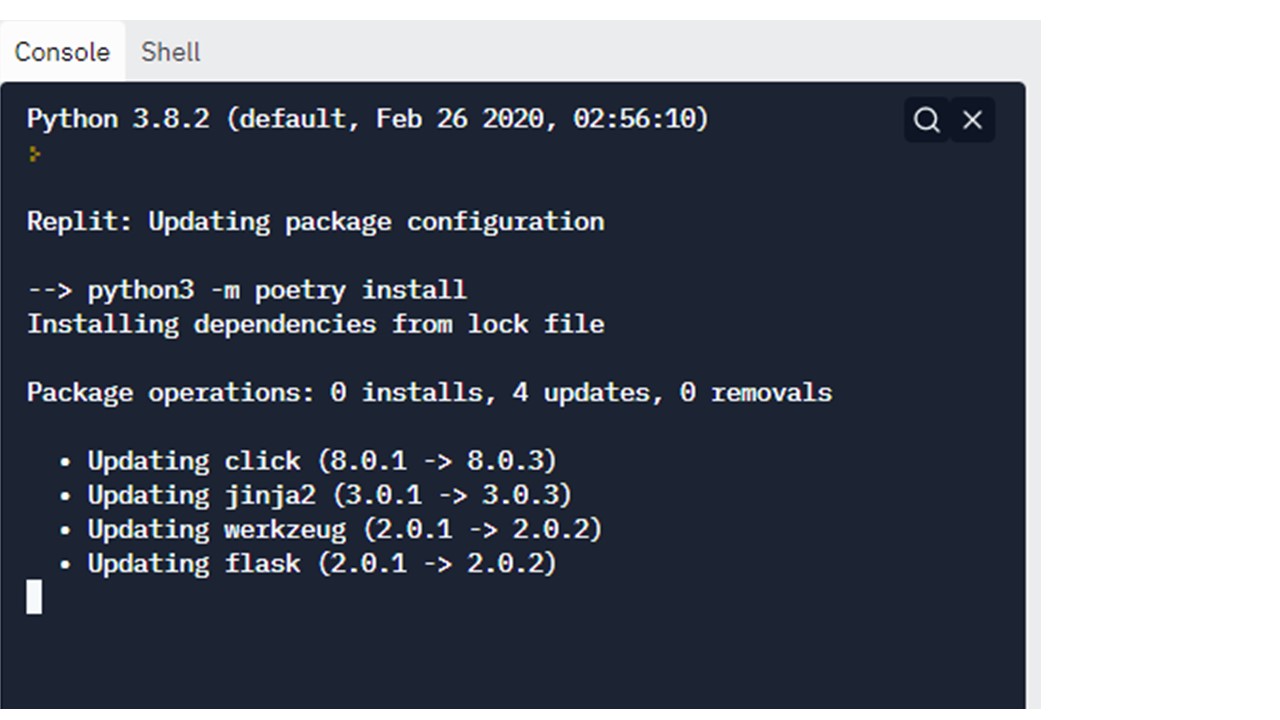 Console Shell
Python 3.8.2 (default, Feb 26 2020, 02:56:10)
>
Replit: Updating package configuration
--> python3 -m poetry install
Installing dependencies from lock file
Package operations: 0 installs, 4 updates, 0 removals
• Updating click (8.0.1 -> 8.0.3)
• Updating jinja2 (3.0.1 -> 3.0.3)
• Updating werkzeug (2.0.1 -> 2.0.2)
• Updating flask (2.0.1 -> 2.0.2)